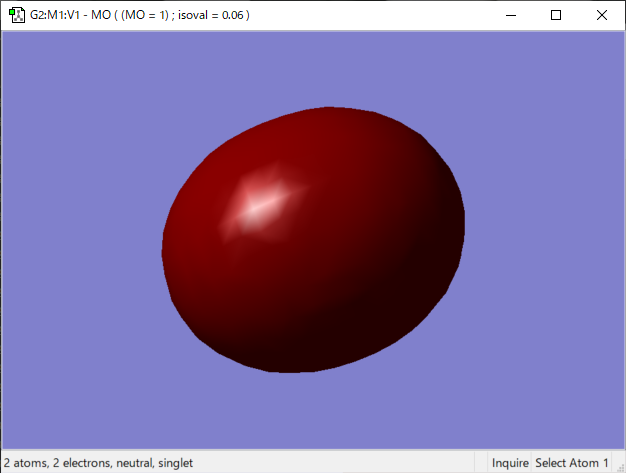 G2:M1:V1 - MO ( (MO = 1) ; isoval = 0.06 )
2 atoms, 2 electrons, neutral, singlet
Inquire
Select Atom 1